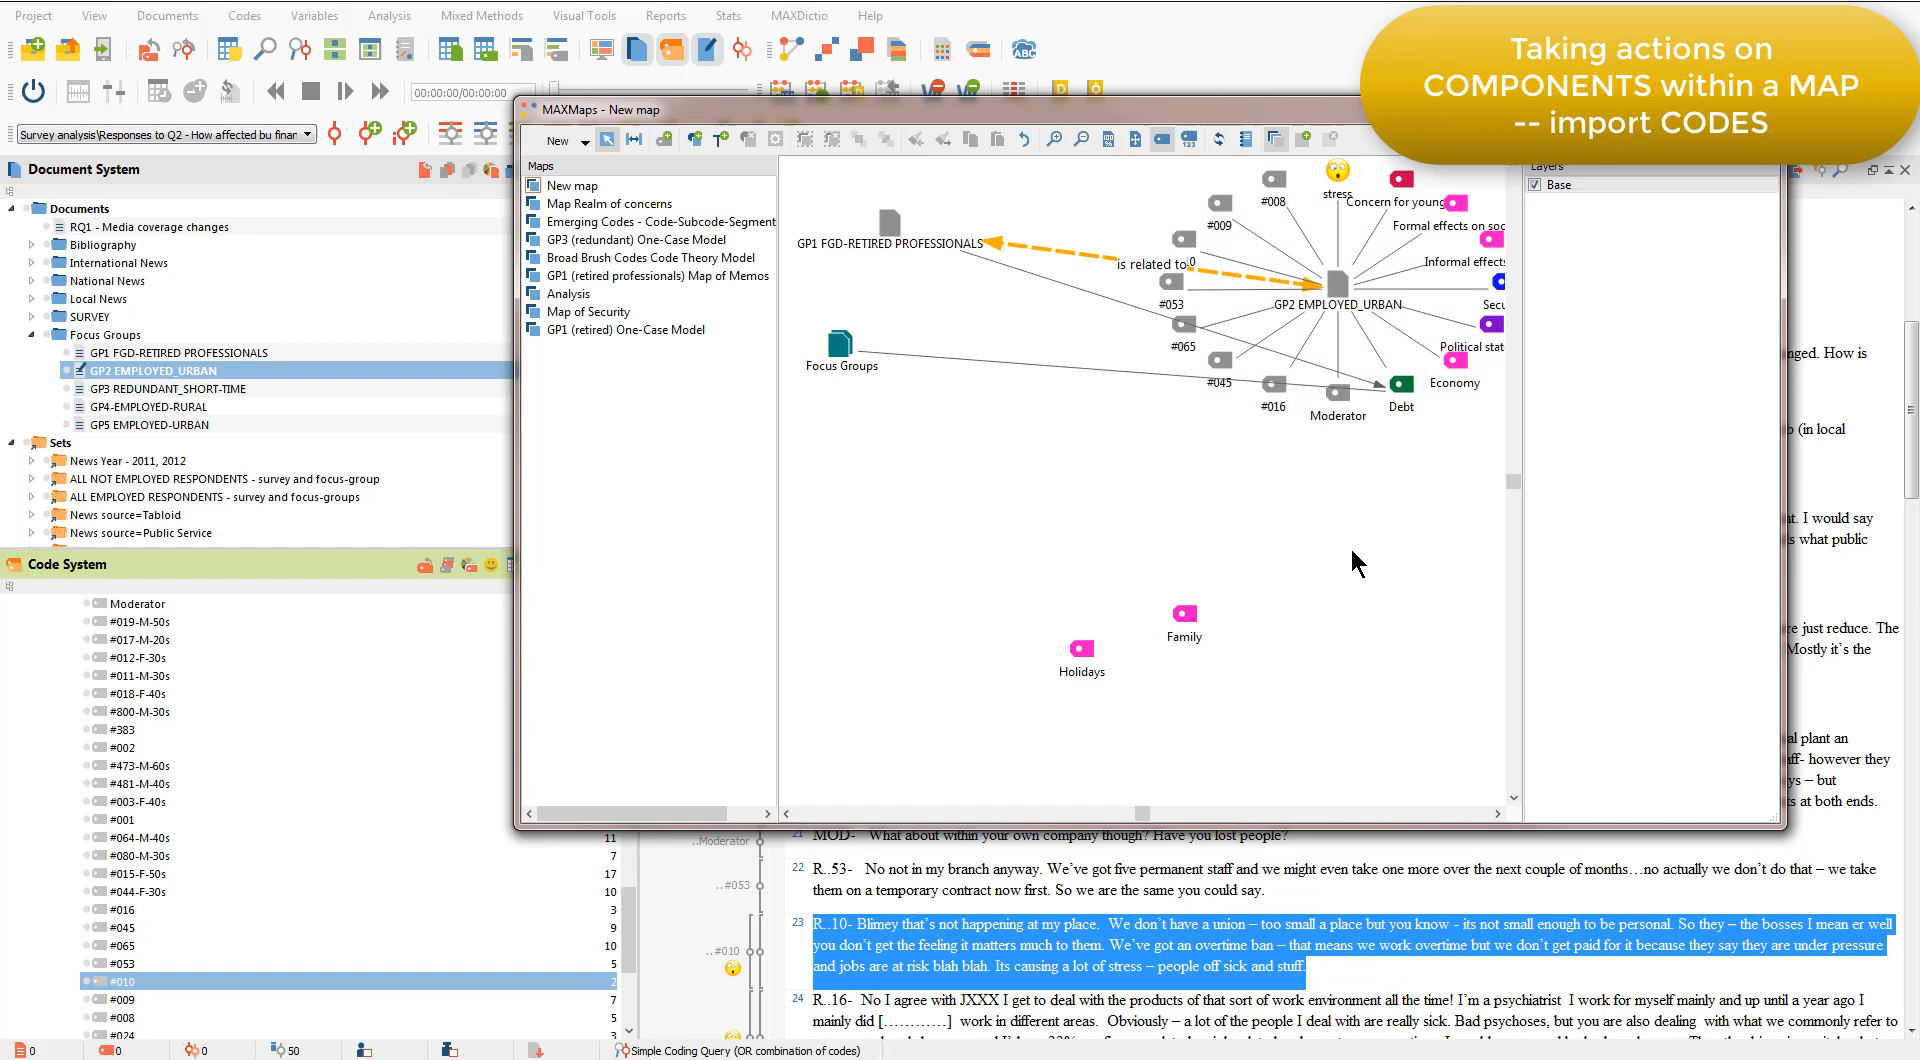 Project View Documents Codes Variables Analysis Mixed Methods Visual Tools Reports Stats MAXDictio Help
Taking actions on
COMPONENTS within a MAP
-- import CODES
00:00:00/00:00:00
Survey analysis\Responses to Q2 - How affected bu finar
Document System
Documents
RQ1 - Media coverage changes
Bibliography
International News
National News
Local News
SURVEY
Focus Groups
GP1 FGD-RETIRED PROFESSIONALS
GP2 EMPLOYED_URBAN
GP3 REDUNDANT_SHORT-TIME
GP4-EMPLOYED-RURAL
GP5 EMPLOYED-URBAN
Sets
News Year - 2011, 2012
ALL NOT EMPLOYED RESPONDENTS - survey and focus-group
ALL EMPLOYED RESPONDENTS - survey and focus-groups
News source=Tabloid
News source=Public Service
Code System
Moderator
#019-M-50s
#017-M-20s
#012-F-30s
#011-M-30s
#018-F-40s
#800-M-30s
#383
#002
#473-M-60s
#481-M-40s
#003-F-40s
#001
#064-M-40s 11
#080-M-30s 7
#015-F-50s 17
#044-F-30s 10
#016 3
#045 9
#065 10
#053 5
#010 2
#009 7
#008 5
#024 3
MAXMaps - New map
New
Maps
New map
Map Realm of concerns
Emerging Codes - Code-Subcode-Segment
GP3 (redundant) One-Case Model
Broad Brush Codes Code Theory Model
GP1 (retired professionals) Map of Memos
Analysis
Map of Security
GP1 (retired) One-Case Model
GP1 FGD-RETIRED PROFESSIONALS
Focus Groups
is related to
stress
Concern for young
Formal effects on soc
Informal effects
Secu
Political stat
Economy
Debt
Moderator
#016
#045
#065
#053
#009
#008
GP2 EMPLOYED_URBAN
Family
Holidays
Layers
Base
nged. How is
o (in local
nt. I would say
s what public
e just reduce. The
Mostly it's the
al plant an
ff- however they
ys – but
s at both ends.
..Moderator
..#053
..#010
21 MOD- What about within your own company though? Have you lost people?
22 R..53- No not in my branch anyway. We've got five permanent staff and we might even take one more over the next couple of months…no actually we don't do that – we take
them on a temporary contract now first. So we are the same you could say.
23 R..10- Blimey that's not happening at my place. We don't have a union – too small a place but you know - its not small enough to be personal. So they – the bosses I mean er well
you don't get the feeling it matters much to them. We've got an overtime ban – that means we work overtime but we don't get paid for it because they say they are under pressure
and jobs are at risk blah blah. Its causing a lot of stress – people off sick and stuff.
24 R..16- No I agree with JXXX I get to deal with the products of that sort of work environment all the time! I'm a psychiatrist I work for myself mainly and up until a year ago I
mainly did […………] work in different areas. Obviously – a lot of the people I deal with are really sick. Bad psychoses, but you are also dealing with what we commonly refer to
0 0 0 50 Simple Coding Query (OR combination of codes)